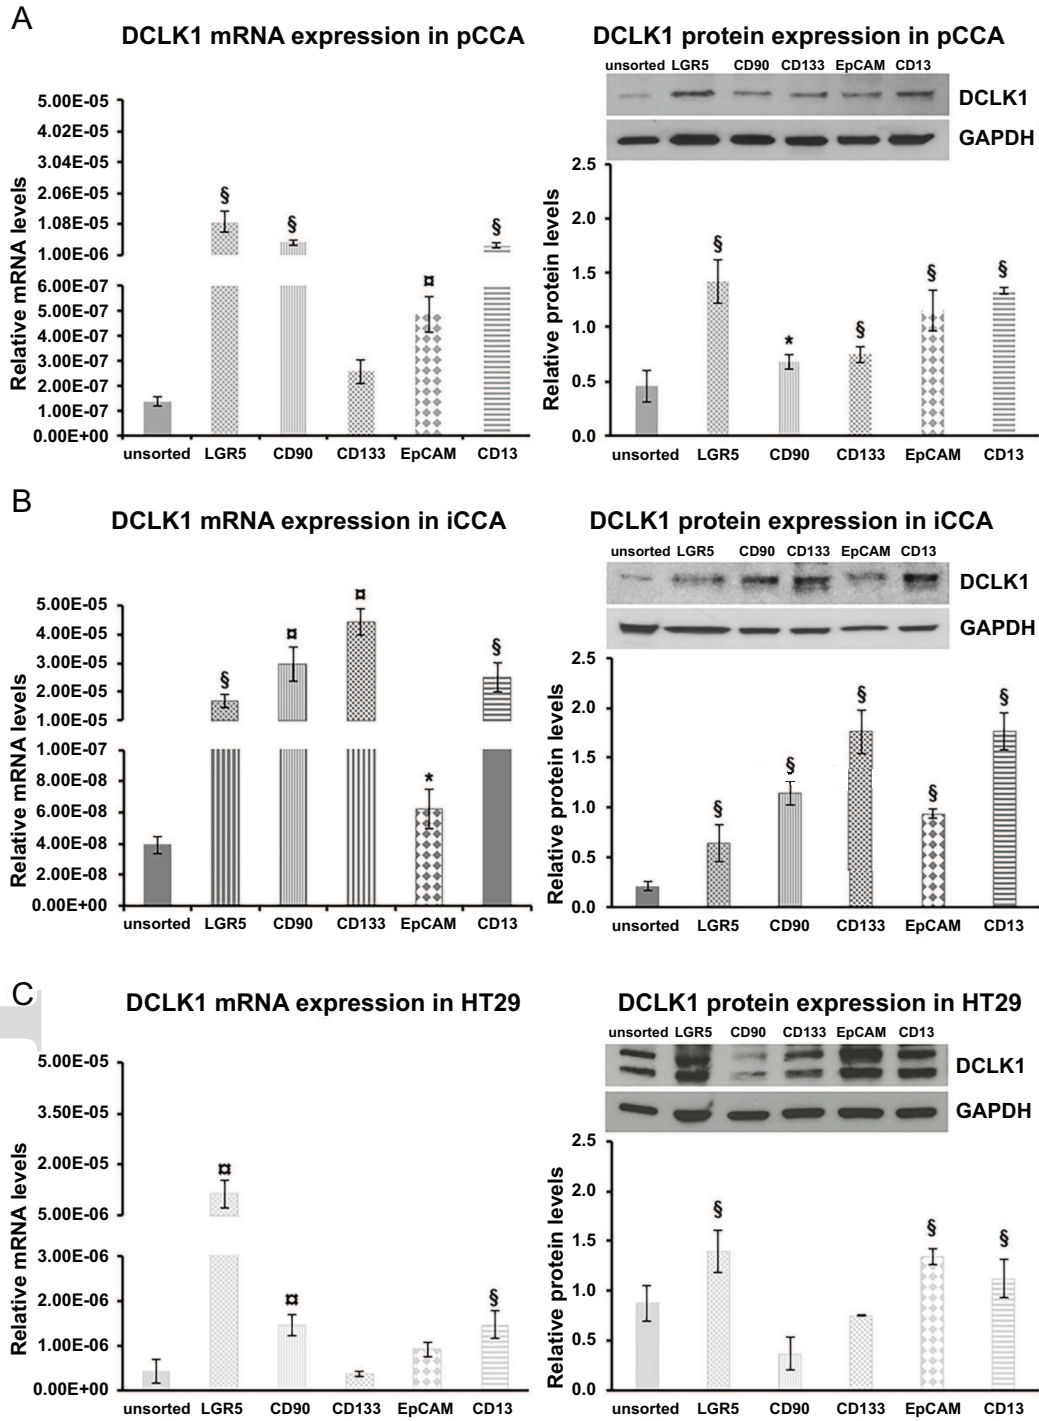 A
DCLK1 mRNA expression in pCCA
DCLK1 protein expression in pCCA
unsorted LGR5 CD90 CD133 EpCAM CD13
DCLK1
GAPDH
Relative mRNA levels
5.00E-05
4.02E-05
3.04E-05
2.06E-05
1.08E-05
1.00E-06
6.00E-07
5.00E-07
4.00E-07
3.00E-07
2.00E-07
1.00E-07
0.00E+00
§ § ¤ §
unsorted LGR5 CD90 CD133 EpCAM CD13
Relative protein levels
2.5
2.0
1.5
1.0
0.5
0.0
§ * § § §
unsorted LGR5 CD90 CD133 EpCAM CD13
B
DCLK1 mRNA expression in iCCA
DCLK1 protein expression in iCCA
unsorted LGR5 CD90 CD133 EpCAM CD13
DCLK1
GAPDH
Relative mRNA levels
5.00E-05
4.00E-05
3.00E-05
2.00E-05
1.00E-05
1.00E-07
8.00E-08
6.00E-08
4.00E-08
2.00E-08
0.00E+00
§ ¤ ¤ * §
unsorted LGR5 CD90 CD133 EpCAM CD13
Relative protein levels
2.5
2.0
1.5
1.0
0.5
0.0
§ § § § §
unsorted LGR5 CD90 CD133 EpCAM CD13
C
DCLK1 mRNA expression in HT29
DCLK1 protein expression in HT29
unsorted LGR5 CD90 CD133 EpCAM CD13
DCLK1
GAPDH
Relative mRNA levels
5.00E-05
3.50E-05
2.00E-05
5.00E-06
3.00E-06
2.00E-06
1.00E-06
0.00E+00
¤ ¤ §
unsorted LGR5 CD90 CD133 EpCAM CD13
Relative protein levels
2.5
2.0
1.5
1.0
0.5
0.0
§ § §
unsorted LGR5 CD90 CD133 EpCAM CD13